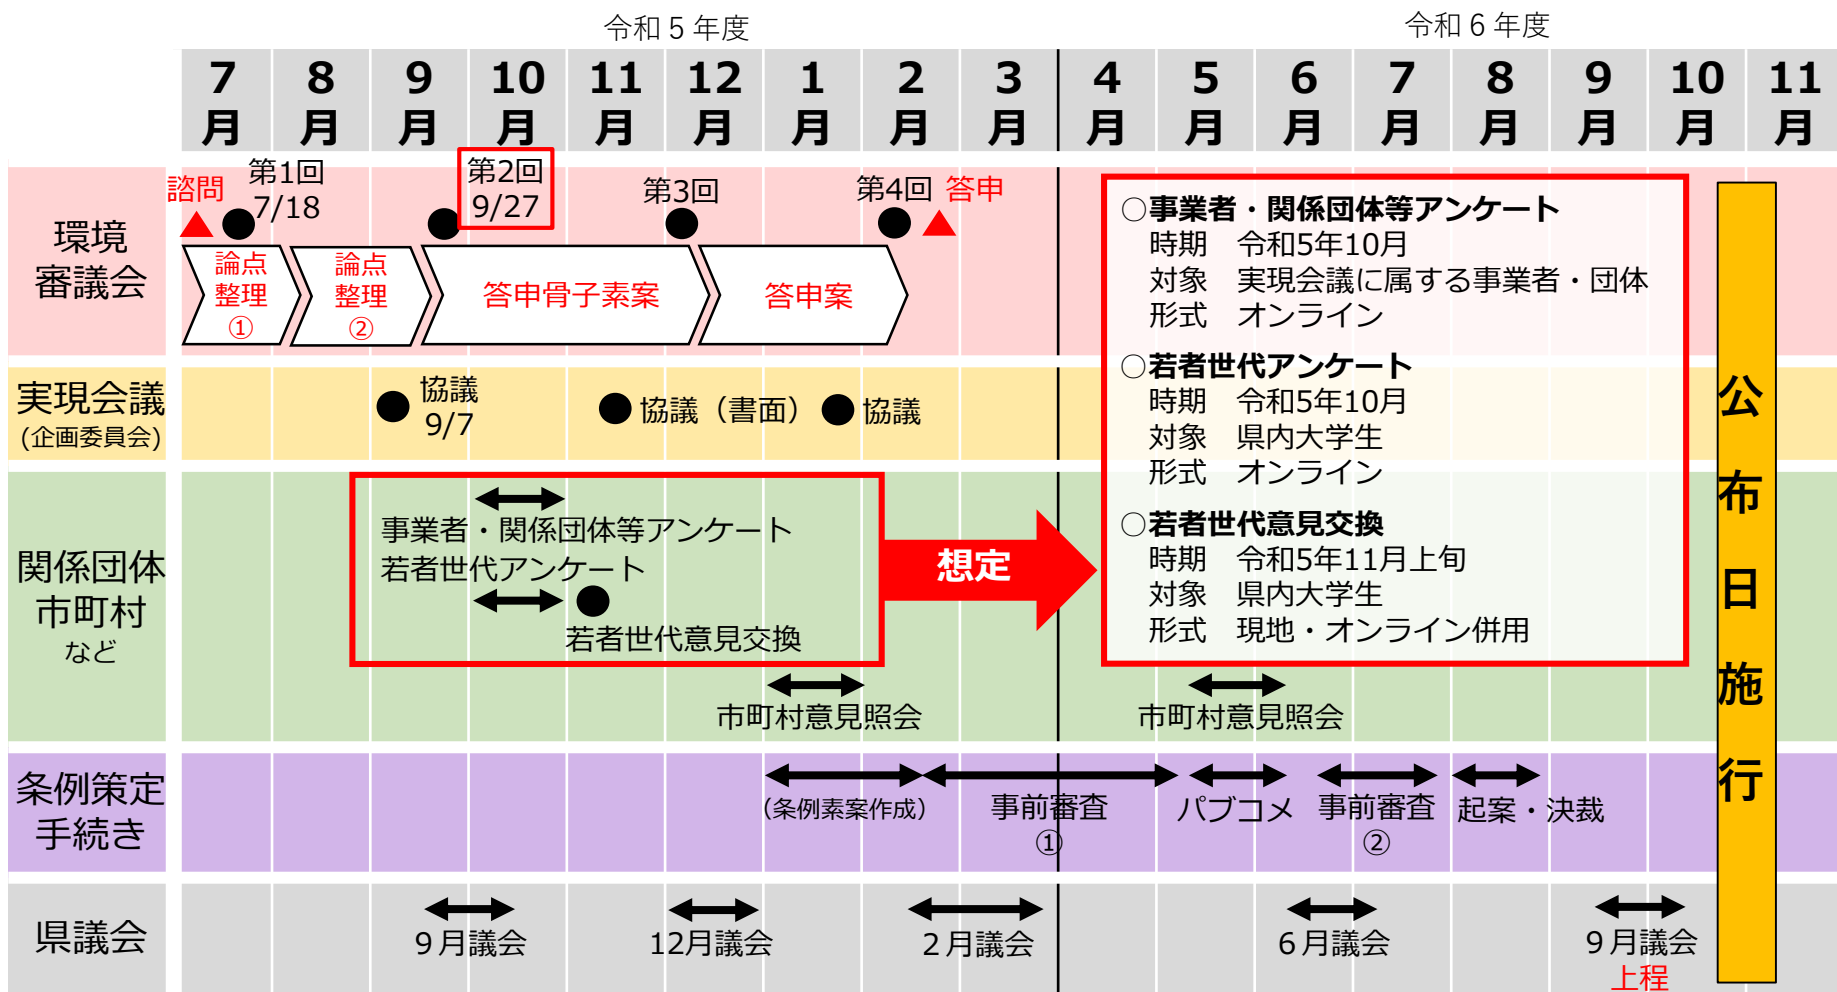 令和５年度
令和６年度
7月
8月
9月
10月
11月
12月
1月
2月
3月
4月
5月
6月
7月
8月
9月
10月
11月
環境
審議会
諮問
第1回
7/18
第2回
9/27
第3回
第4回
答申
論点
整理
①
論点
整理
②
答申骨子素案
答申案
実現会議
(企画委員会)
協議
9/7
協議（書面）
協議
関係団体
市町村
など
事業者・関係団体等アンケート
若者世代アンケート
若者世代意見交換
想定
市町村意見照会
市町村意見照会
○事業者・関係団体等アンケート
時期　令和5年10月
対象　実現会議に属する事業者・団体
形式　オンライン
○若者世代アンケート
時期　令和5年10月
対象　県内大学生
形式　オンライン
○若者世代意見交換
時期　令和5年11月上旬
対象　県内大学生
形式　現地・オンライン併用
条例策定
手続き
（条例素案作成）
事前審査
①
パブコメ
事前審査
②
起案・決裁
県議会
９月議会
12月議会
２月議会
６月議会
９月議会
上程
公布日施行